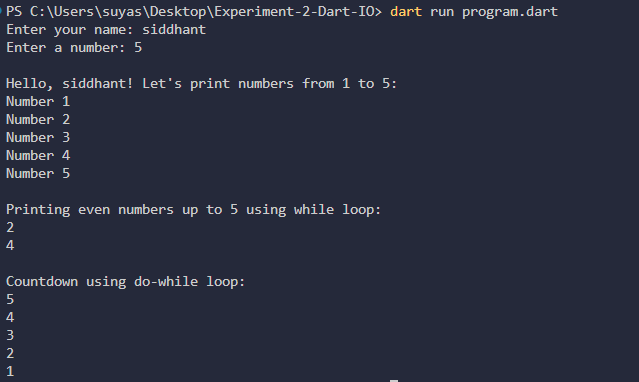 PS C:\Users\suyas\Desktop\Experiment-2-Dart-IO> dart run program.dart
Enter your name: siddhant
Enter a number: 5
Hello, siddhant! Let's print numbers from 1 to 5:
Number 1
Number 2
Number 3
Number 4
Number 5
Printing even numbers up to 5 using while loop:
2
4
Countdown using do-while loop:
5
4
3
2
1